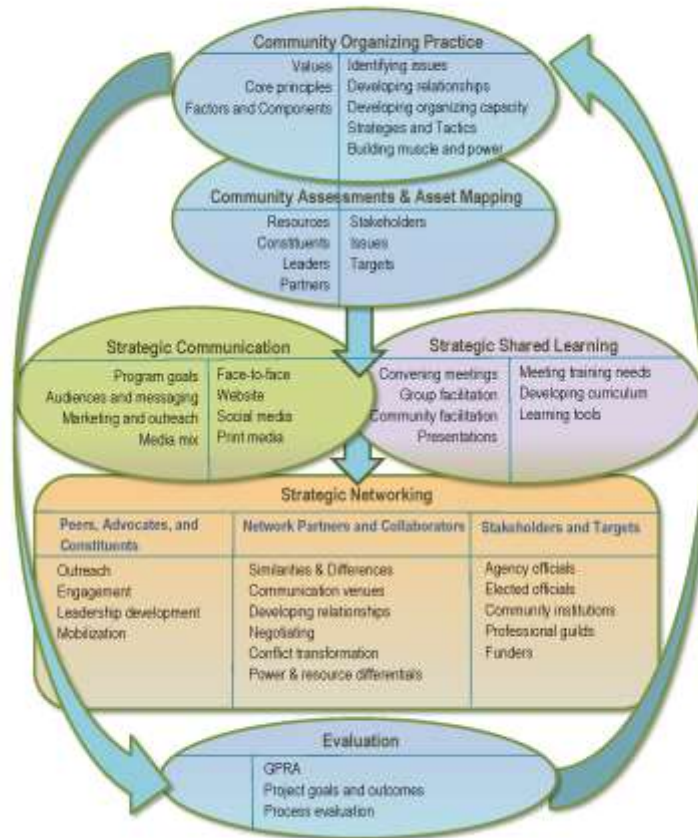 Community Organizing Practice
Values
Core principles
Factors and Components
Identifying issues
Developing relationships
Developing organizing capacity
Strategies and Tactics
Building muscle and power
Community Assessments & Asset Mapping
Resources
Constituents
Leaders
Partners
Stakeholders
Issues
Targets
Strategic Communication
Program goals
Audiences and messaging
Marketing and outreach
Media mix
Face-to-face
Website
Social media
Print media
Strategic Shared Learning
Convening meetings
Group facilitation
Community facilitation
Presentations
Meeting training needs
Developing curriculum
Learning tools
Strategic Networking
Peers, Advocates, and
Constituents
Outreach
Engagement
Leadership development
Mobilization
Network Partners and Collaborators
Similarities & Differences
Communication venues
Developing relationships
Negotiating
Conflict transformation
Power & resource differentials
Stakeholders and Targets
Agency officials
Elected officials
Community institutions
Professional guilds
Funders
Evaluation
GPRA
Project goals and outcomes
Process evaluation